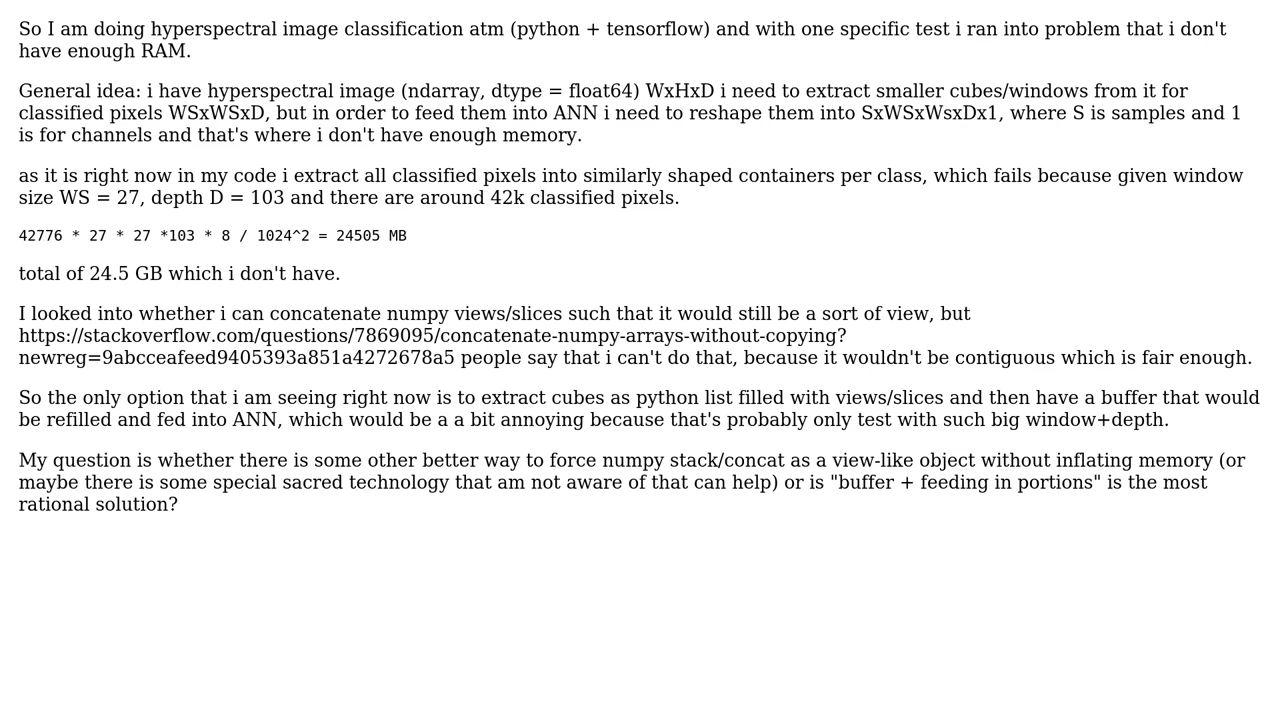 So I am doing hyperspectral image classification atm (python + tensorflow) and with one specific test i ran into problem that i don't
have enough RAM.
General idea: i have hyperspectral image (ndarray, dtype = float64) WxHxD i need to extract smaller cubes/windows from it for
classified pixels WSxWSxD, but in order to feed them into ANN i need to reshape them into SxWSxWsxDx1, where S is samples and 1
is for channels and that's where i don't have enough memory.
as it is right now in my code i extract all classified pixels into similarly shaped containers per class, which fails because given window
size WS = 27, depth D = 103 and there are around 42k classified pixels.
42776 * 27 * 27 *103 * 8 / 1024^2 = 24505 MB
total of 24.5 GB which i don't have.
I looked into whether i can concatenate numpy views/slices such that it would still be a sort of view, but
https://stackoverflow.com/questions/7869095/concatenate-numpy-arrays-without-copying?
newreg=9abcceafeed9405393a851a4272678a5 people say that i can't do that, because it wouldn't be contiguous which is fair enough.
So the only option that i am seeing right now is to extract cubes as python list filled with views/slices and then have a buffer that would
be refilled and fed into ANN, which would be a a bit annoying because that's probably only test with such big window+depth.
My question is whether there is some other better way to force numpy stack/concat as a view-like object without inflating memory (or
maybe there is some special sacred technology that am not aware of that can help) or is "buffer + feeding in portions" is the most
rational solution?